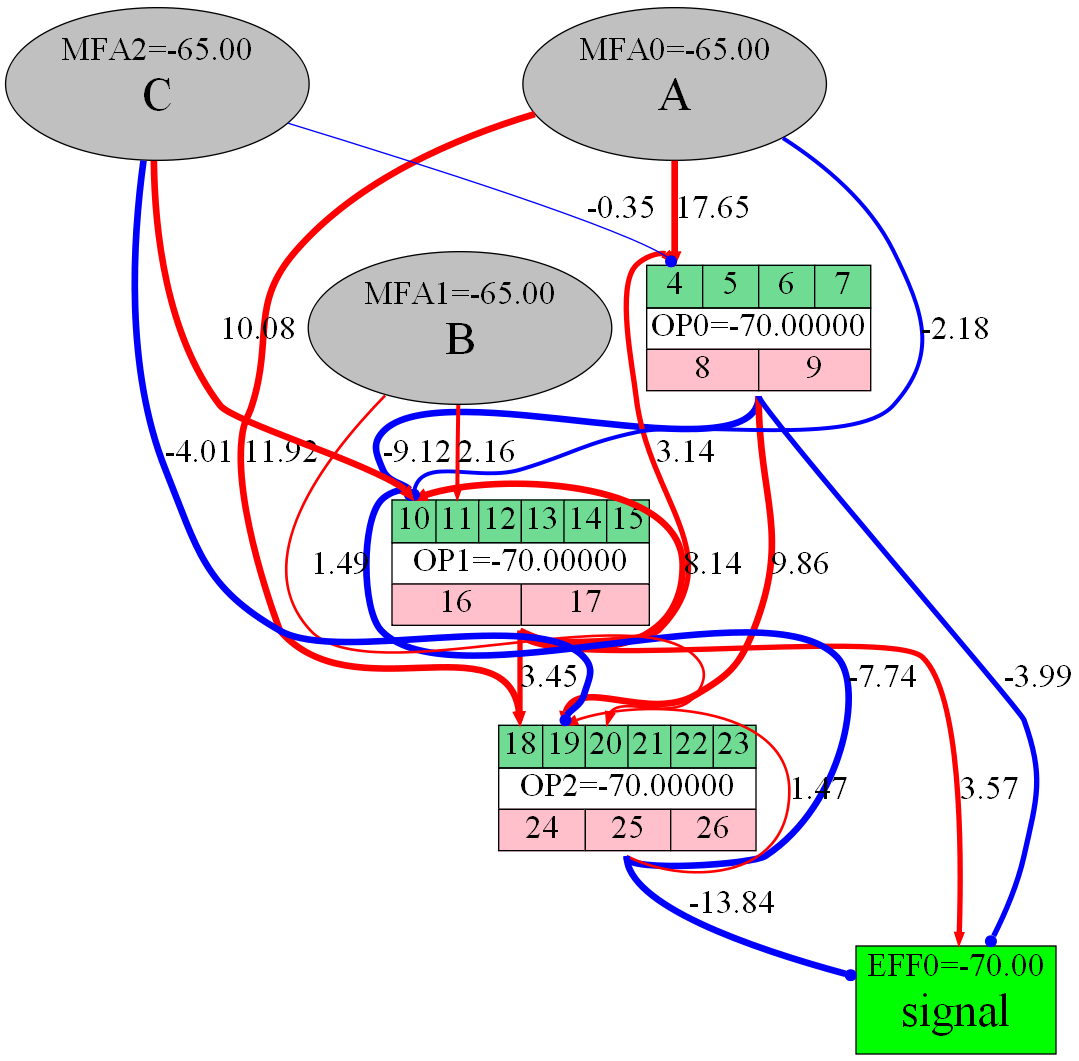 MFA2=-65.00
C
MFA0=-65.00
A
-0.35
17.65
4 5 6 7
OP0=-70.00000
8 9
MFA1=-65.00
B
10.08
-2.18
-4.01
11.92
-9.12
2.16
3.14
10 11 12 13 14 15
OP1=-70.00000
16 17
1.49
8.14
9.86
3.45
-7.74
-3.99
18 19 20 21 22 23
OP2=-70.00000
24 25 26
1.47
3.57
-13.84
EFF0=-70.00
signal